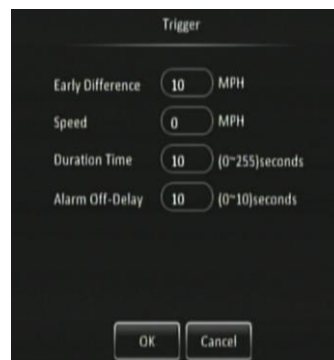 Trigger
Early Difference 10 MPH
Speed 0 MPH
Duration Time 10 (0~255)seconds
Alarm Off-Delay 10 (0~10)seconds
OK Cancel